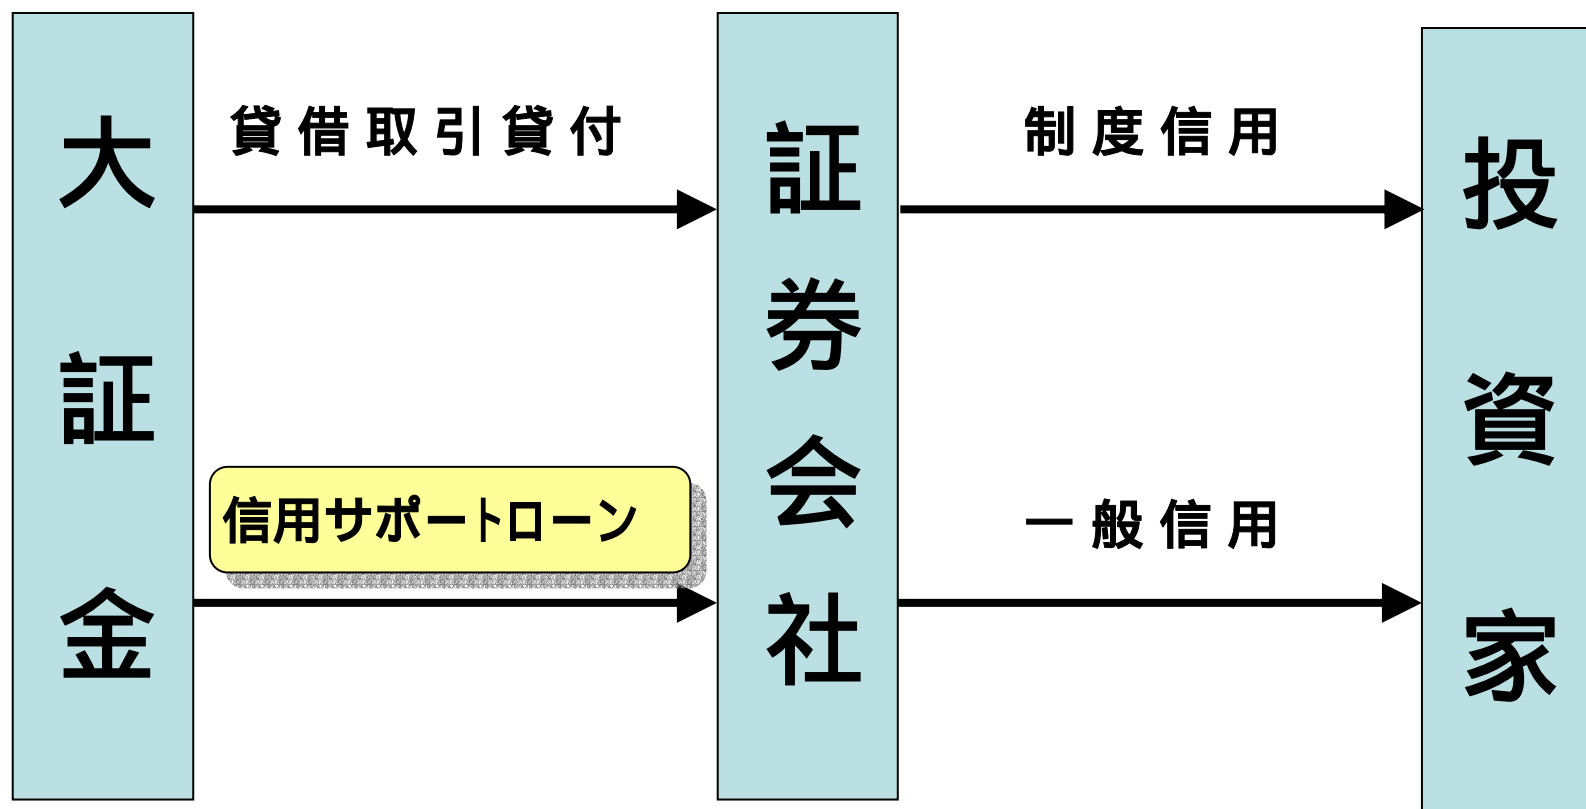 大証金
貸借取引貸付
信用サポートローン
証券会社
制度信用
一般信用
投資家